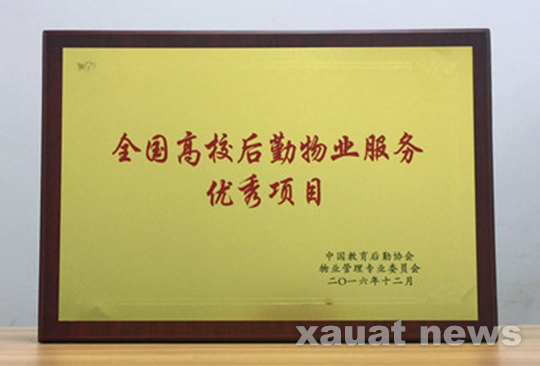 全国高校后勤物业服务
优秀项目
中国教育后勤协会
物业管理专业委员会
二〇一六年十二月
xauat news